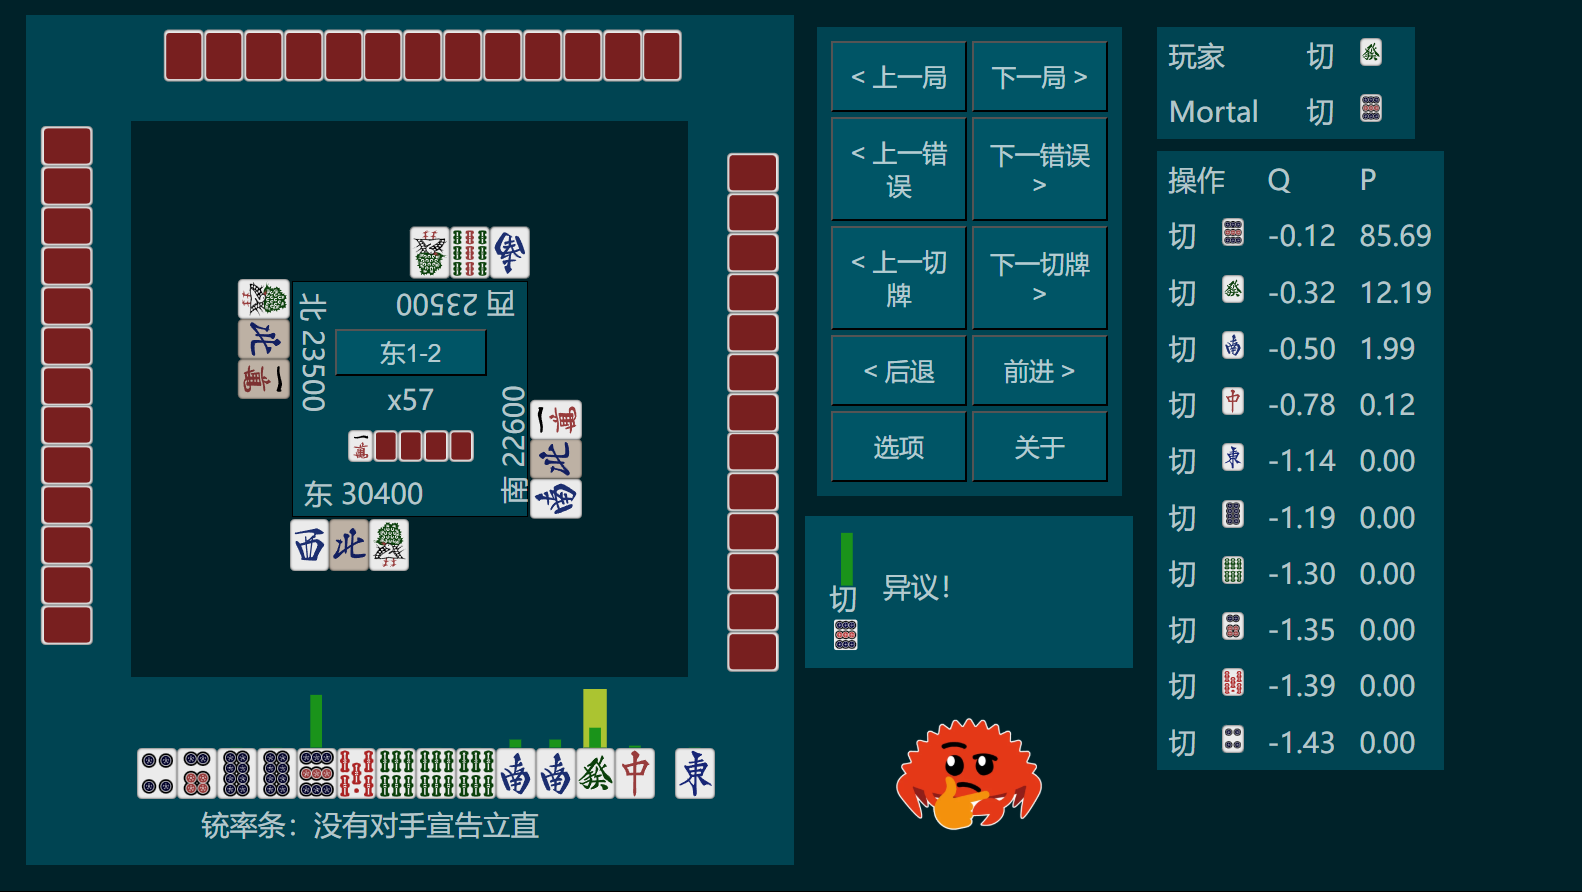 西 23500
北 23500
东1-2
x57
南 22600
东 30400
铳率条：没有对手宣告立直
< 上一局
下一局 >
< 上一错误
下一错误 >
< 上一切牌
下一切牌 >
< 后退
前进 >
选项
关于
切
异议！
玩家 切
Mortal 切
操作 Q P
切 -0.12 85.69
切 -0.32 12.19
切 -0.50 1.99
切 -0.78 0.12
切 -1.14 0.00
切 -1.19 0.00
切 -1.30 0.00
切 -1.35 0.00
切 -1.39 0.00
切 -1.43 0.00